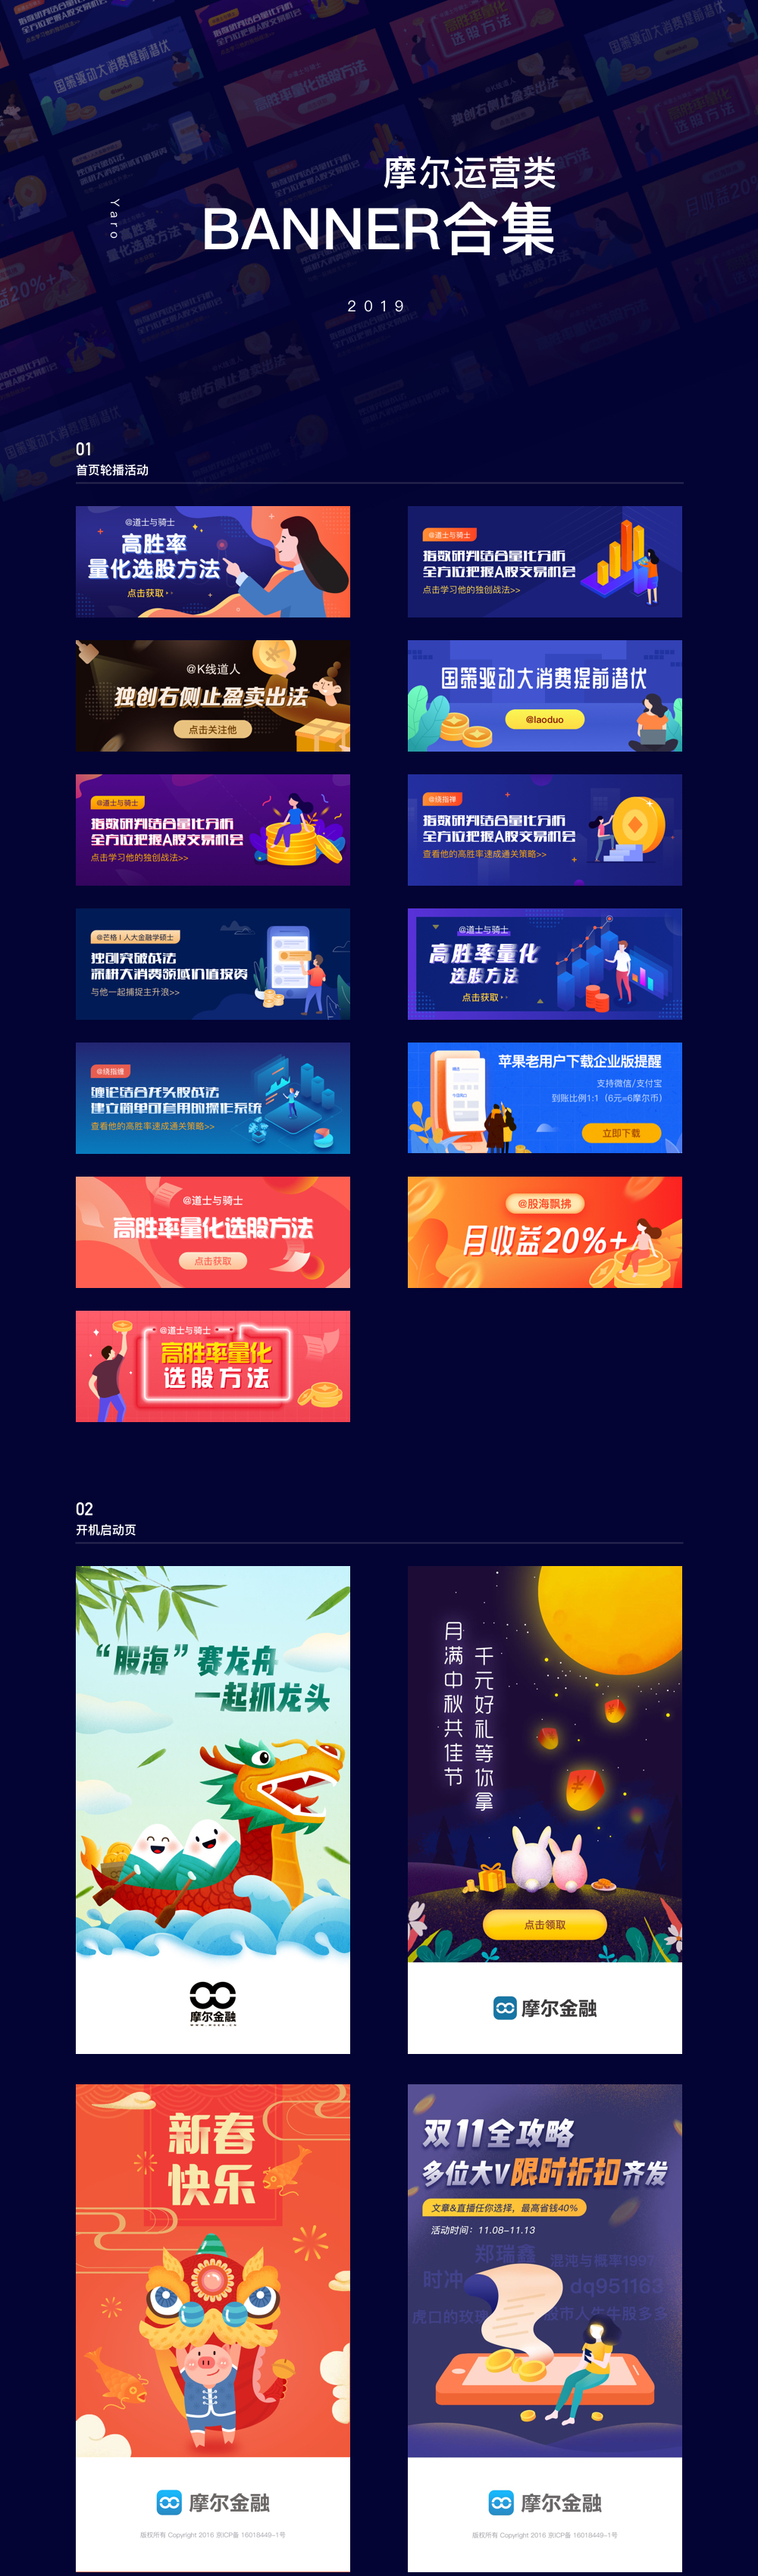 摩尔运营类
BANNER合集
Yaro
2019
01
首页轮播活动
@道士与骑士
高胜率
量化选股方法
点击获取
@道士与骑士
指数研判结合量化分析
全方位把握A股交易机会
点击学习他的独创战法>>
@K线道人
独创右侧止盈卖出法
点击关注他
国策驱动大消费提前潜伏
@laoduo
@道士与骑士
指数研判结合量化分析
全方位把握A股交易机会
点击学习他的独创战法>>
@绕指禅
指数研判结合量化分析
全方位把握A股交易机会
查看他的高胜率速成通关策略>>
@芒格 I 人大金融学硕士
独创突破战法
深耕大消费领域价值投资
与他一起捕捉主升浪>>
@道士与骑士
高胜率量化
选股方法
点击获取
@绕指缠
缠论结合龙头股战法
建立简单可启用的操作系统
查看他的高胜率速成通关策略>>
苹果老用户下载企业版提醒
支持微信/支付宝
到账比例1:1（6元=6摩尔币）
立即下载
@道士与骑士
高胜率量化选股方法
点击获取
@股海飘拂
月收益20%+
@道士与骑士
高胜率量化
选股方法
02
开机启动页
“股海”赛龙舟
一起抓龙头
摩尔金融
月满中秋共佳节
千元好礼等你拿
点击领取
摩尔金融
新春
快乐
摩尔金融
版权所有 Copyright 2016 京ICP备 16018449-1号
双11全攻略
多位大V限时折扣齐发
文章&直播任你选择，最高省钱40%
活动时间：11.08-11.13
郑瑞鑫
混沌与概率1997
时冲
dq951163
虎口的玫瑰
股市人生牛股多多
摩尔金融
版权所有 Copyright 2016 京ICP备 16018449-1号